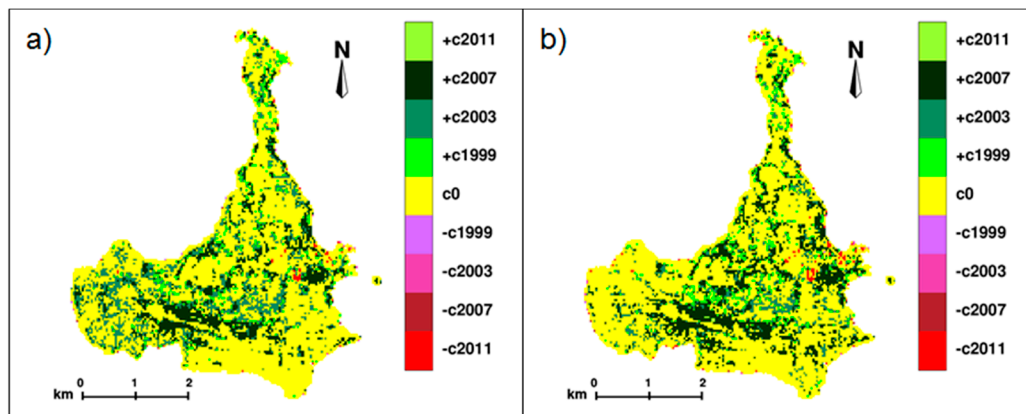 a)
N
+c2011
+c2007
+c2003
+c1999
c0
-c1999
-c2003
-c2007
-c2011
0 1 2
km
b)
N
+c2011
+c2007
+c2003
+c1999
c0
-c1999
-c2003
-c2007
-c2011
0 1 2
km